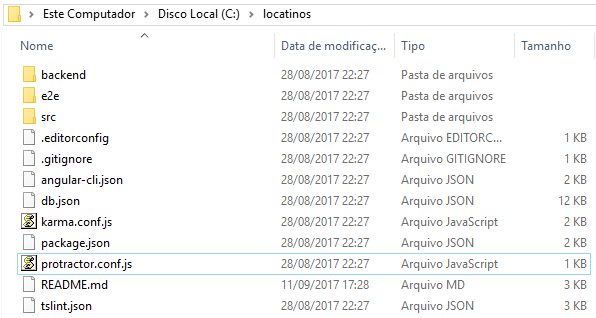 Este Computador > Disco Local (C:) > locatinos
Nome Data de modificaç... Tipo Tamanho
backend 28/08/2017 22:27 Pasta de arquivos
e2e 28/08/2017 22:27 Pasta de arquivos
src 28/08/2017 22:27 Pasta de arquivos
.editorconfig 28/08/2017 22:27 Arquivo EDITORC... 1 KB
.gitignore 28/08/2017 22:27 Arquivo GITIGNORE 1 KB
angular-cli.json 28/08/2017 22:27 Arquivo JSON 2 KB
db.json 28/08/2017 22:27 Arquivo JSON 12 KB
karma.conf.js 28/08/2017 22:27 Arquivo JavaScript 2 KB
package.json 28/08/2017 22:27 Arquivo JSON 2 KB
protractor.conf.js 28/08/2017 22:27 Arquivo JavaScript 1 KB
README.md 11/09/2017 17:28 Arquivo MD 3 KB
tslint.json 28/08/2017 22:27 Arquivo JSON 3 KB